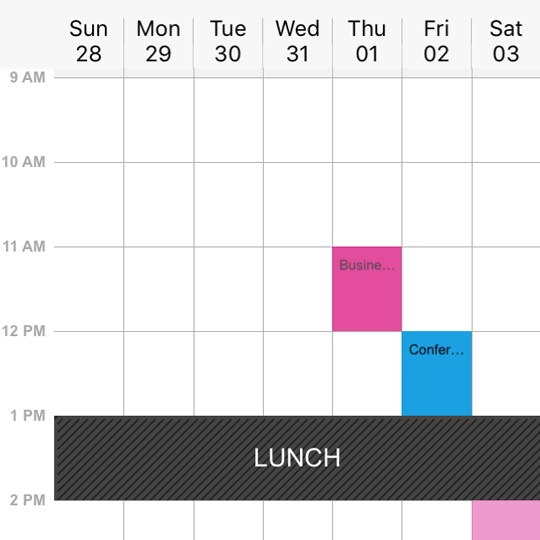 Sun Mon Tue Wed Thu Fri Sat
28 29 30 31 01 02 03
9 AM
10 AM
11 AM
Busine...
12 PM
Confer...
1 PM
LUNCH
2 PM